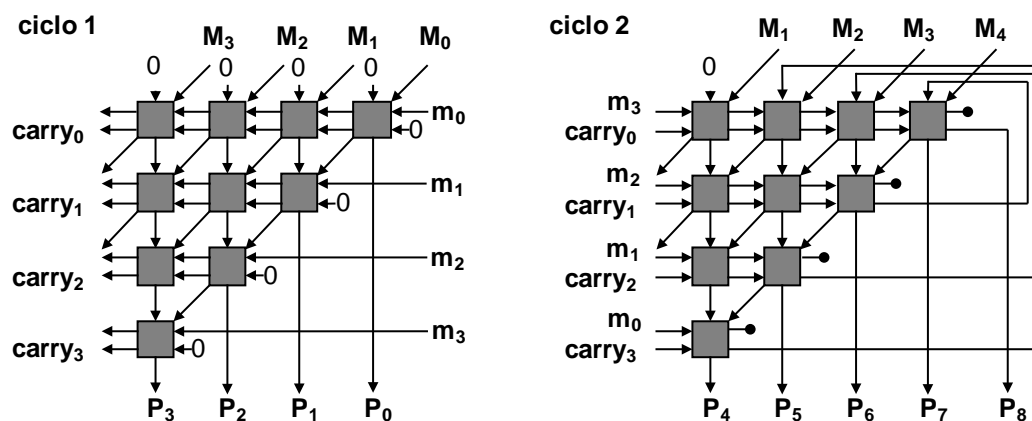 ciclo 1
M₃ M₂ M₁ M₀
0 0 0 0
m₀
carry₀ 0
m₁
carry₁ 0
m₂
carry₂ 0
m₃
carry₃ 0
P₃ P₂ P₁ P₀
ciclo 2
M₁ M₂ M₃ M₄
0
m₃
carry₀
m₂
carry₁
m₁
carry₂
m₀
carry₃
P₄ P₅ P₆ P₇ P₈